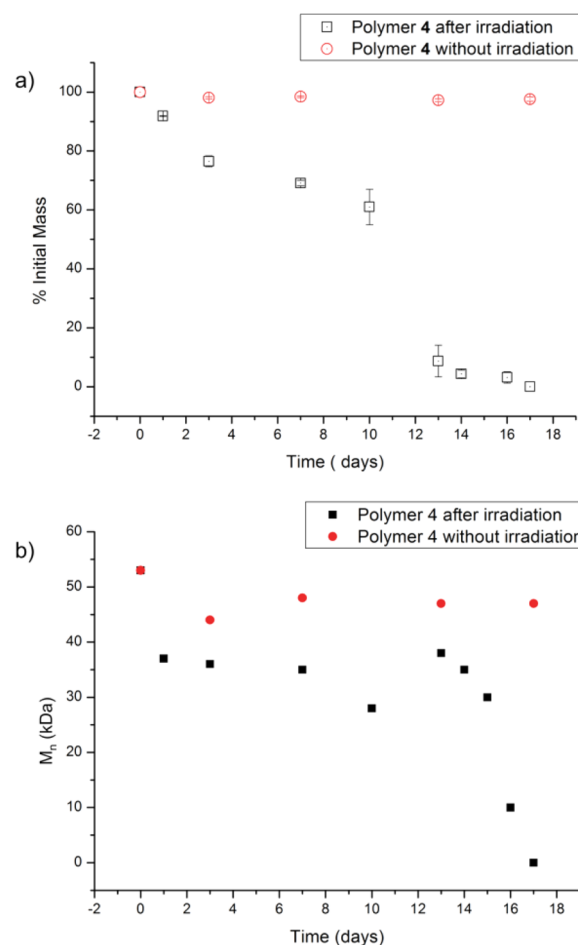 Polymer 4 after irradiation
Polymer 4 without irradiation
a)
100
80
60
40
20
0
% Initial Mass
-2 0 2 4 6 8 10 12 14 16 18
Time ( days)
Polymer 4 after irradiation
Polymer 4 without irradiation
b)
60
50
40
30
20
10
0
Mn (kDa)
-2 0 2 4 6 8 10 12 14 16 18
Time (days)